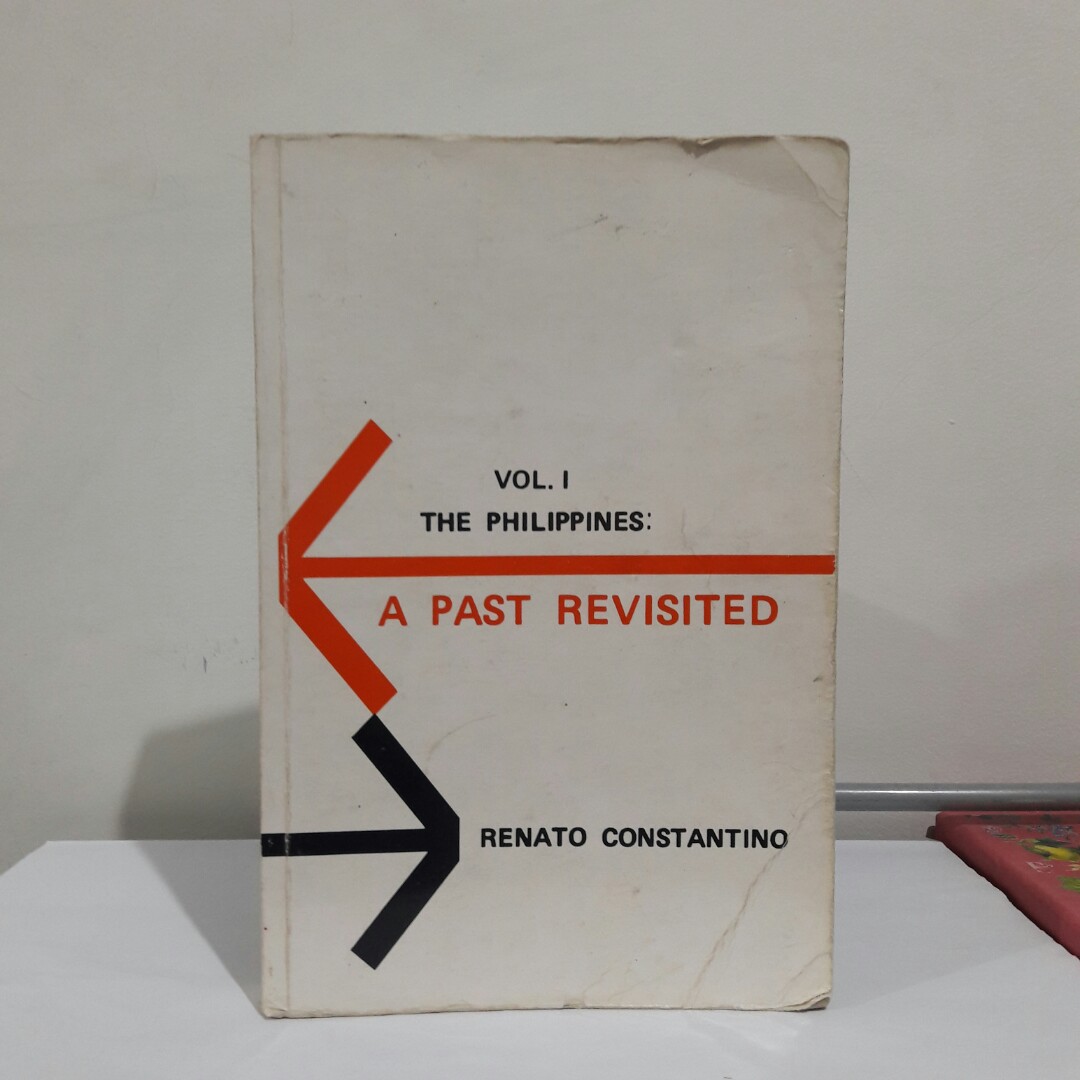 VOL. I
THE PHILIPPINES:
A PAST REVISITED
RENATO CONSTANTINO